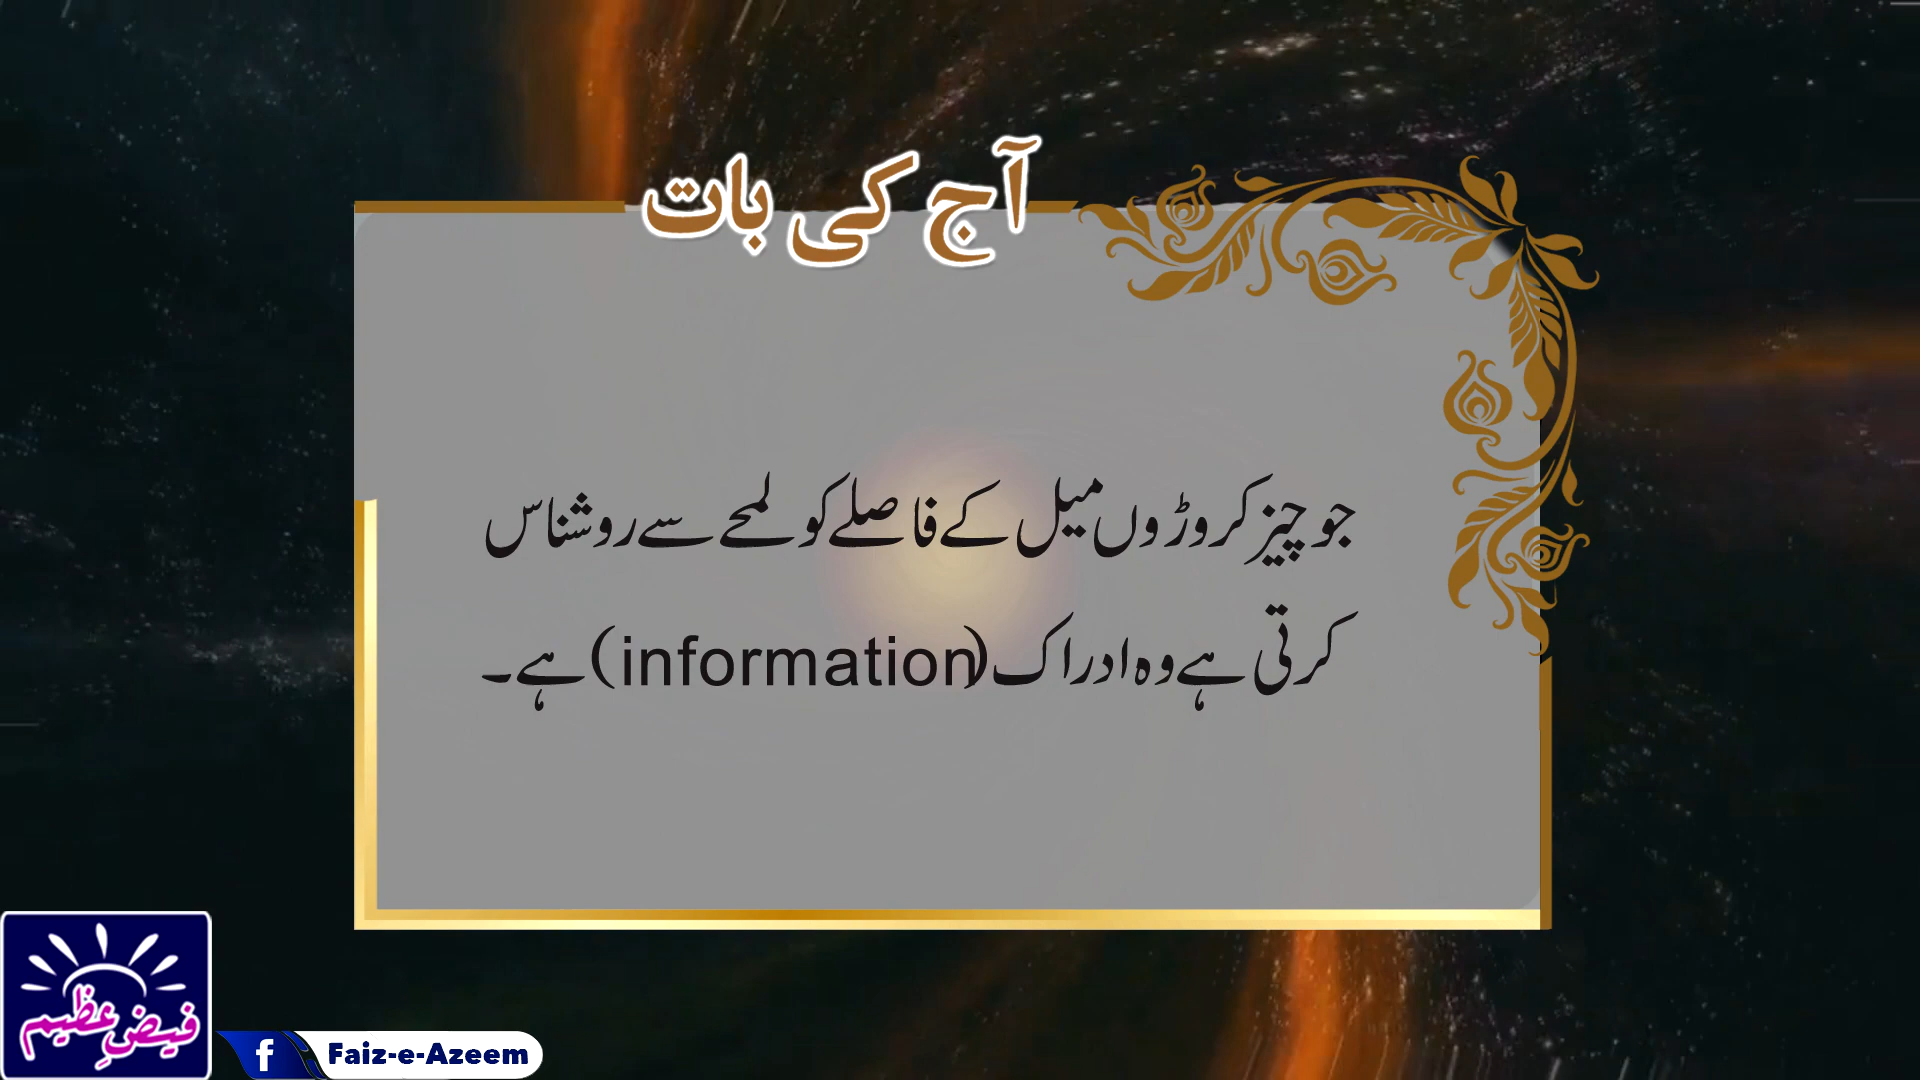 آج کی بات
جو چیز کروڑوں میل کے فاصلے کو لمحے سے روشناس
کرتی ہے وہ ادراک (information) ہے۔
فیضِ عظیم
f Faiz-e-Azeem